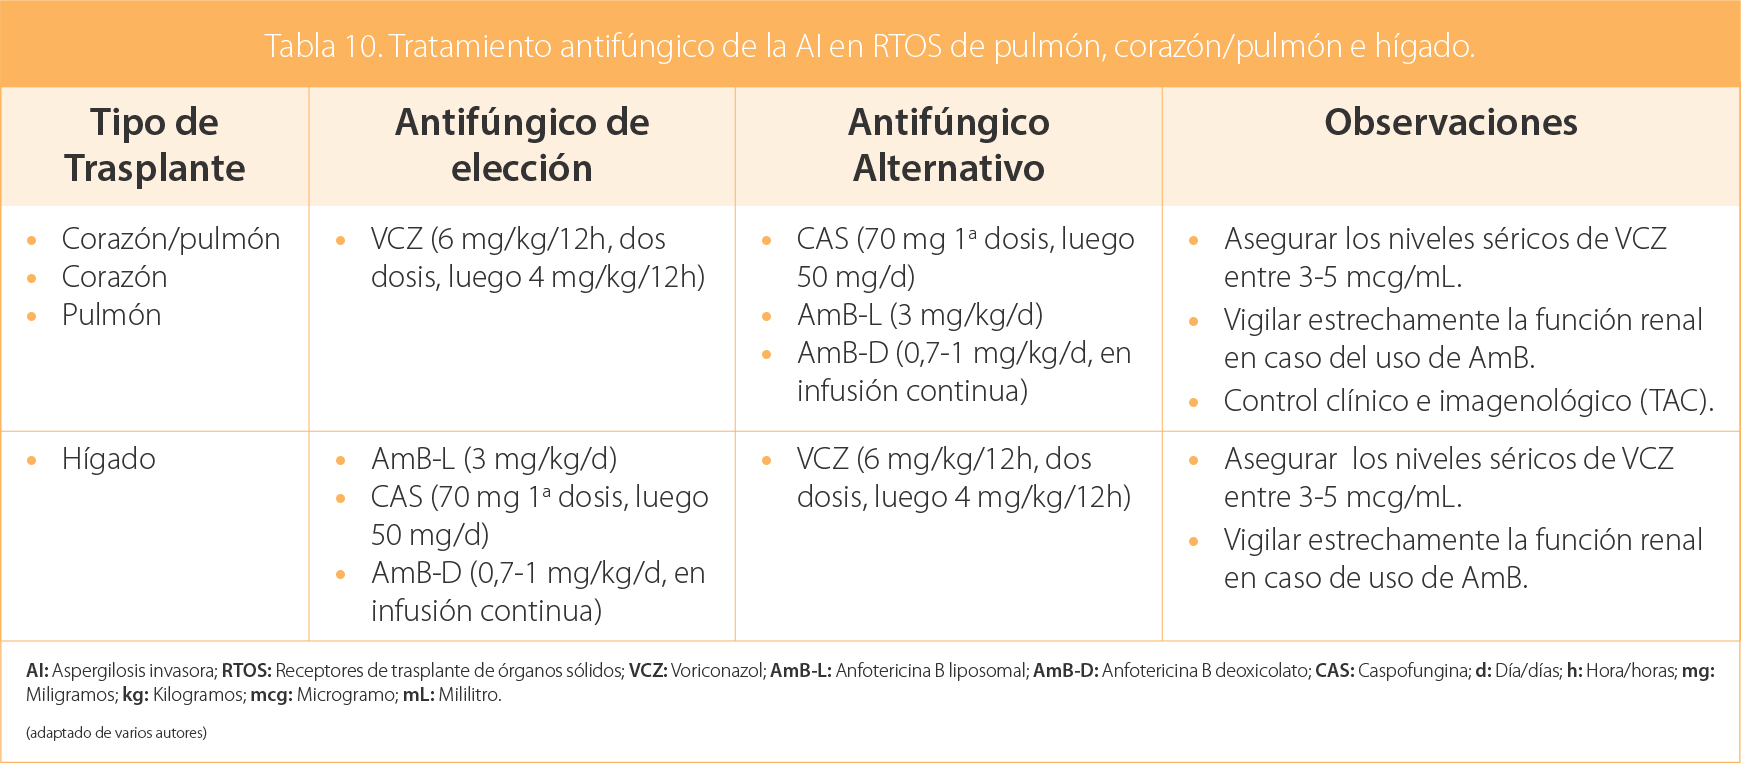 Tabla 10. Tratamiento antifúngico de la AI en RTOS de pulmón, corazón/pulmón e hígado.
Tipo de
Trasplante
Antifúngico de
elección
Antifúngico
Alternativo
Observaciones
• Corazón/pulmón
• Corazón
• Pulmón
• VCZ (6 mg/kg/12h, dos
dosis, luego 4 mg/kg/12h)
• CAS (70 mg 1ª dosis, luego
50 mg/d)
• AmB-L (3 mg/kg/d)
• AmB-D (0,7-1 mg/kg/d, en
infusión continua)
• Asegurar los niveles séricos de VCZ
entre 3-5 mcg/mL.
• Vigilar estrechamente la función renal
en caso del uso de AmB.
• Control clínico e imagenológico (TAC).
• Hígado
• AmB-L (3 mg/kg/d)
• CAS (70 mg 1ª dosis, luego
50 mg/d)
• AmB-D (0,7-1 mg/kg/d, en
infusión continua)
• VCZ (6 mg/kg/12h, dos
dosis, luego 4 mg/kg/12h)
• Asegurar los niveles séricos de VCZ
entre 3-5 mcg/mL.
• Vigilar estrechamente la función renal
en caso de uso de AmB.
AI: Aspergilosis invasora; RTOS: Receptores de trasplante de órganos sólidos; VCZ: Voriconazol; AmB-L: Anfotericina B liposomal; AmB-D: Anfotericina B deoxicolato; CAS: Caspofungina; d: Día/días; h: Hora/horas; mg:
Miligramos; kg: Kilogramos; mcg: Microgramo; mL: Mililitro.
(adaptado de varios autores)